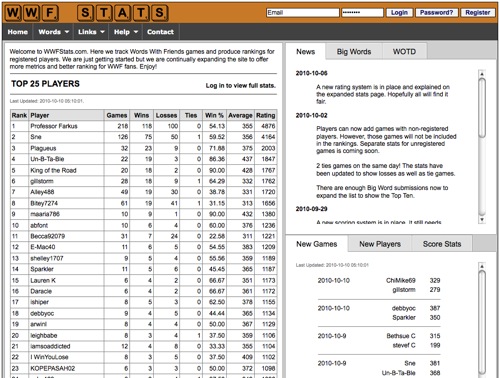 WWF STATS
Email
Login
Password?
Register
Home Words Links Help Contact
Welcome to WWFStats.com. Here we track Words With Friends games and produce rankings for
registered players. We are just getting started but we are continually expanding the site to offer
more metrics and better ranking for WWF fans. Enjoy!
TOP 25 PLAYERS
Log in to view full stats.
Last Updated: 2010-10-10 05:10:01.
Rank Player Games Wins Losses Ties Win % Average Rating
1 Professor Farkus 218 118 100 0 54.13 355 4876
2 Sne 126 75 50 1 59.52 356 4164
3 Plagueus 32 23 9 0 71.88 375 2003
4 Un-B-Ta-Ble 22 19 3 0 86.36 437 1847
5 King of the Road 20 18 2 0 90.00 428 1767
6 gillstorm 28 18 9 1 64.29 332 1762
7 Alley488 49 19 30 0 38.78 331 1720
8 Bitey7274 61 19 41 1 31.15 313 1656
9 maaria786 10 9 1 0 90.00 432 1380
10 abfont 10 6 4 0 60.00 376 1236
11 Becca92079 31 7 24 0 22.58 311 1221
12 E-Mac40 11 6 5 0 54.55 383 1209
13 shelley1707 9 5 4 0 55.56 359 1189
14 Sparkler 11 5 6 0 45.45 365 1187
15 Lauren K 6 4 2 0 66.67 351 1173
16 Daracle 6 4 2 0 66.67 361 1172
17 ishiper 8 5 3 0 62.50 378 1155
18 debbyoc 9 4 5 0 44.44 365 1134
19 arwinl 8 4 4 0 50.00 367 1129
20 leighbabe 8 3 4 1 37.50 359 1106
21 iamxsoaddicted 12 4 8 0 33.33 355 1104
22 I WinYouLose 8 3 5 0 37.50 409 1102
23 KOPEPASAH02 6 3 3 0 50.00 372 1098
News Big Words WOTD
2010-10-06
A new rating system is in place and explained on
the expanded stats page. Hopefully all will find it
fair.
2010-10-02
Players can now add games with non-registered
players. However, those games will not be included
in the rankings. Separate stats for unregistered
games is coming soon.
2 ties games on the same day! The stats have
been updated to show losses as well as tie games.
There are enough Big Word submissions now to
expand the list to show the Top Ten.
2010-09-29
A new scoring system is in place. It still needs
New Games New Players Score Stats
Last Updated: 2010-10-10 05:10:01
2010-10-10 ChiMike69 329
gillstorm 279
2010-10-10 debbyoc 387
Sparkler 350
2010-10-9 Bethsue C 315
stevef C 199
2010-10-9 Sne 381
Un-B-Ta-Ble 368